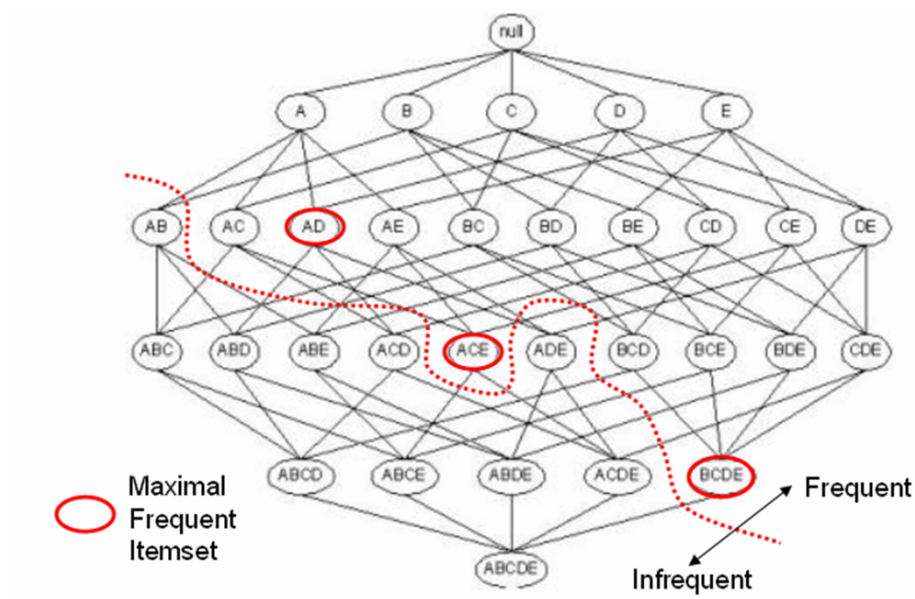 null
A B C D E
AB AC AD AE BC BD BE CD CE DE
ABC ABD ABE ACD ACE ADE BCD BCE BDE CDE
ABCD ABCE ABDE ACDE BCDE
Maximal
Frequent
Itemset
Frequent
ABCDE
Infrequent